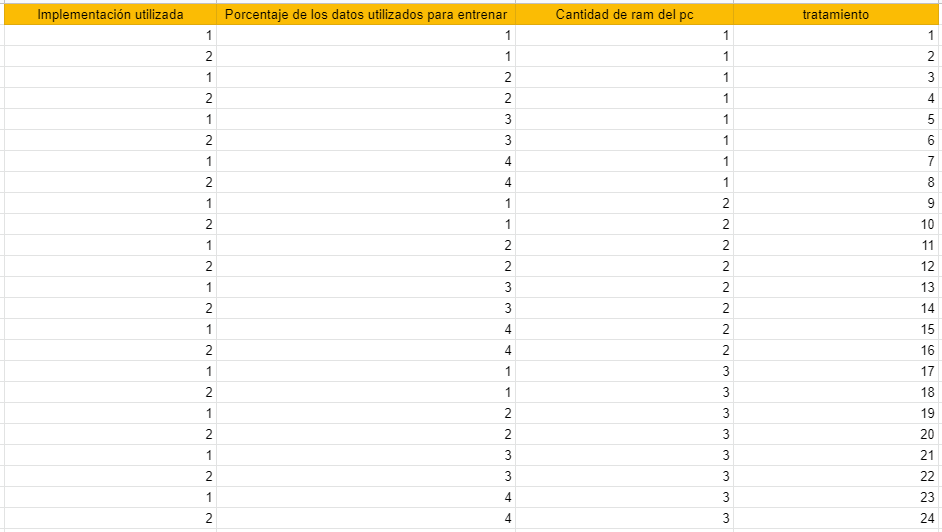 Implementación utilizada Porcentaje de los datos utilizados para entrenar Cantidad de ram del pc tratamiento
1 1 1 1
2 1 1 2
1 2 1 3
2 2 1 4
1 3 1 5
2 3 1 6
1 4 1 7
2 4 1 8
1 1 2 9
2 1 2 10
1 2 2 11
2 2 2 12
1 3 2 13
2 3 2 14
1 4 2 15
2 4 2 16
1 1 3 17
2 1 3 18
1 2 3 19
2 2 3 20
1 3 3 21
2 3 3 22
1 4 3 23
2 4 3 24